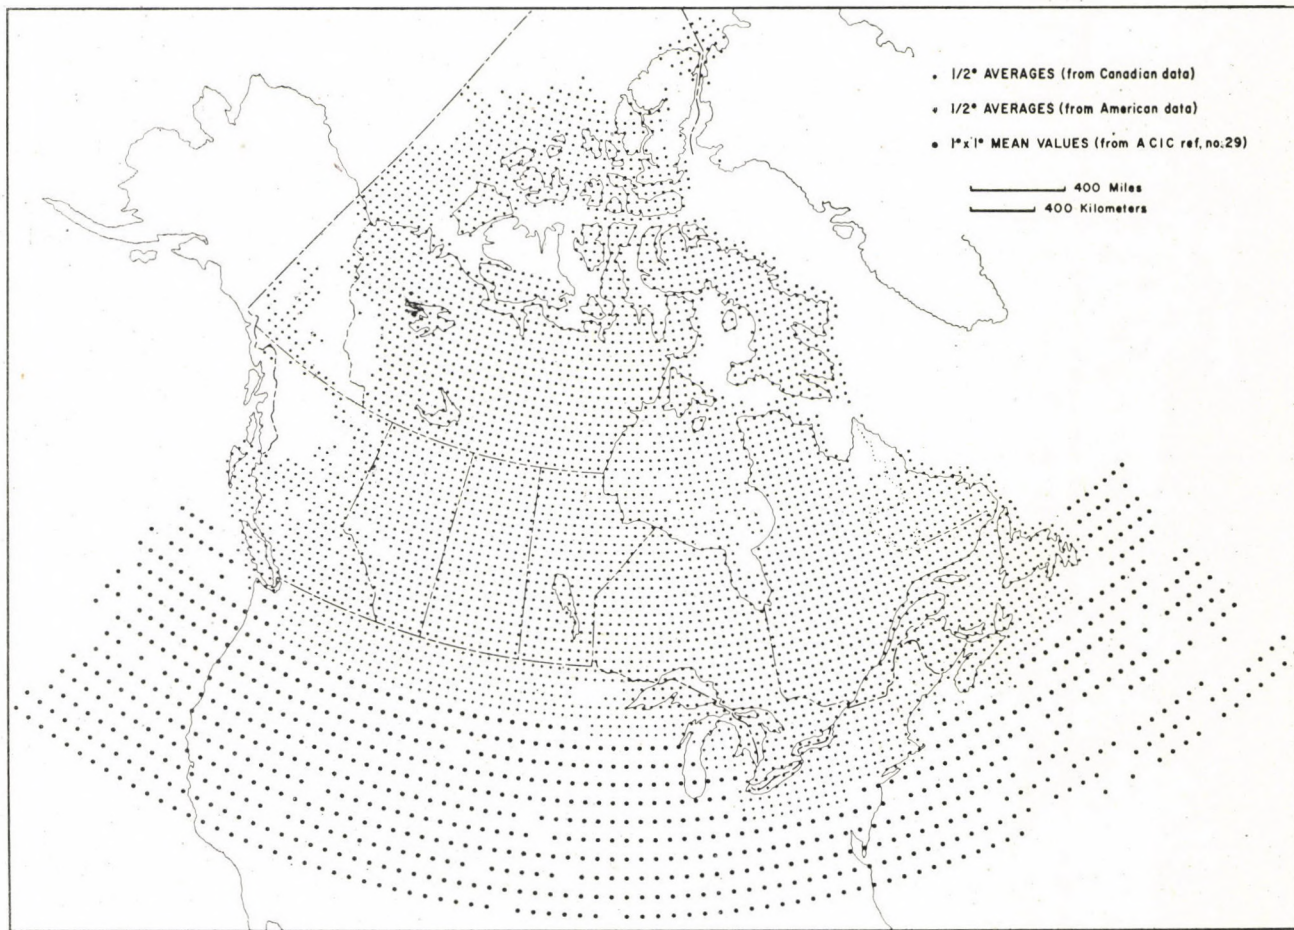 1/2° AVERAGES (from Canadian data)
1/2° AVERAGES (from American data)
1°x1° MEAN VALUES (from ACIC ref. no. 29)
400 Miles
400 Kilometers